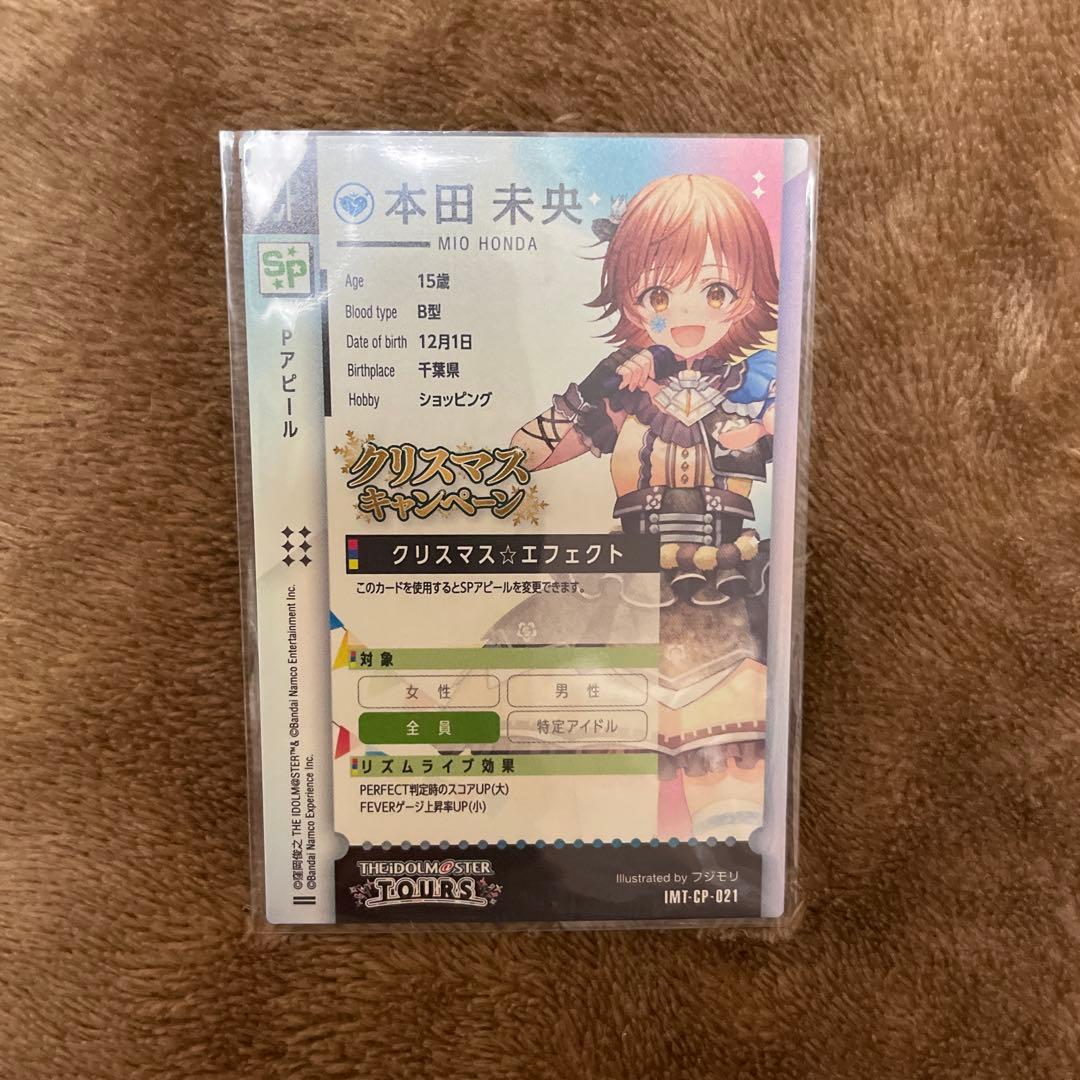 本田 未央
MIO HONDA
SP
Pアピール
Age 15歳
Blood type B型
Date of birth 12月1日
Birthplace 千葉県
Hobby ショッピング
クリスマス
キャンペーン
クリスマス☆エフェクト
このカードを使用するとSPアピールを変更できます。
対象
女性 男性
全員 特定アイドル
リズムライブ効果
PERFECT判定時のスコアUP(大)
FEVERゲージ上昇率UP(小)
©窪岡俊之 THE IDOLM@STER™& ©Bandai Namco Entertainment Inc.
©Bandai Namco Experience Inc.
THE iDOLM@STER
TOURS
Illustrated by フジモリ
IMT-CP-021